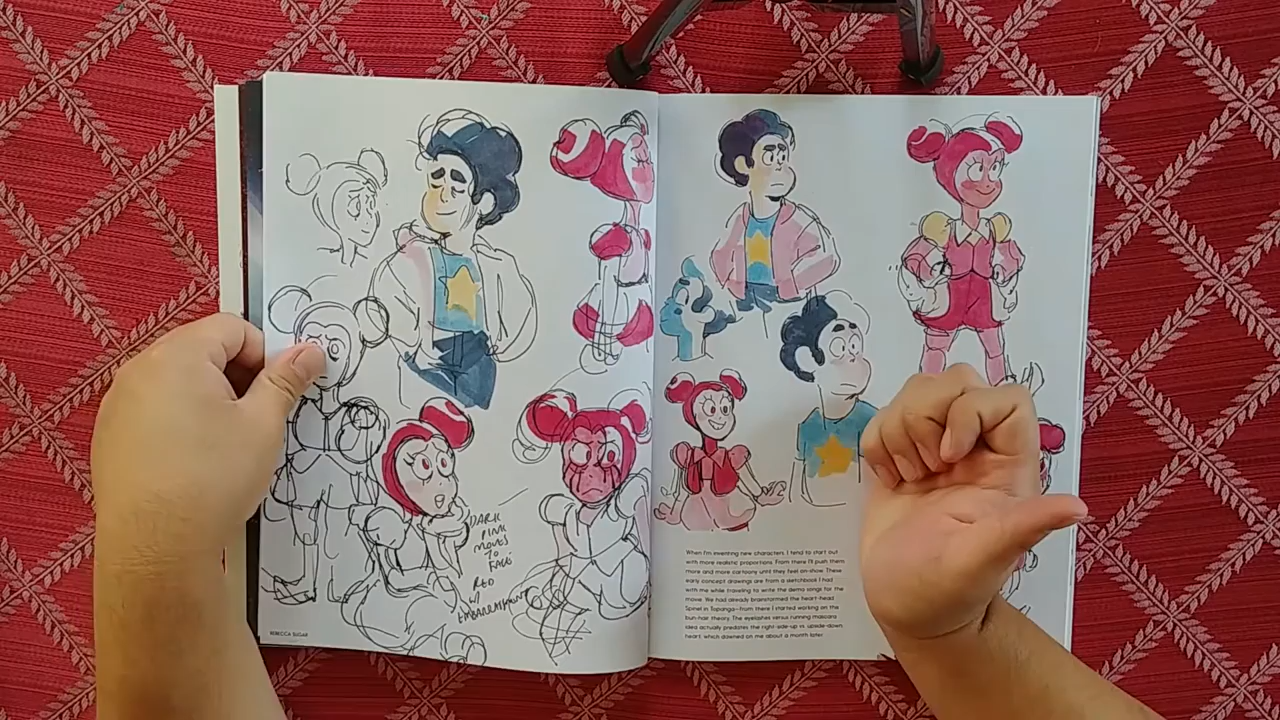 DARK
PINK
MOVES
TO
FACE
RED
W/
EMBARRASSMENT
REBECCA SUGAR
When I'm inventing new characters, I tend to start out
with more realistic proportions. From there I'll push them
more and more cartoony until they feel on-show. These
early concept drawings are from a sketchbook I had
with me while traveling to write the demo songs for the
movie. We had already brainstormed the heart-head
Spinel in Topanga—from there I started working on the
bun-hair theory. The eyelashes versus running mascara
idea actually predates the right-side-up vs. upside-down
heart, which dawned on me about a month later.